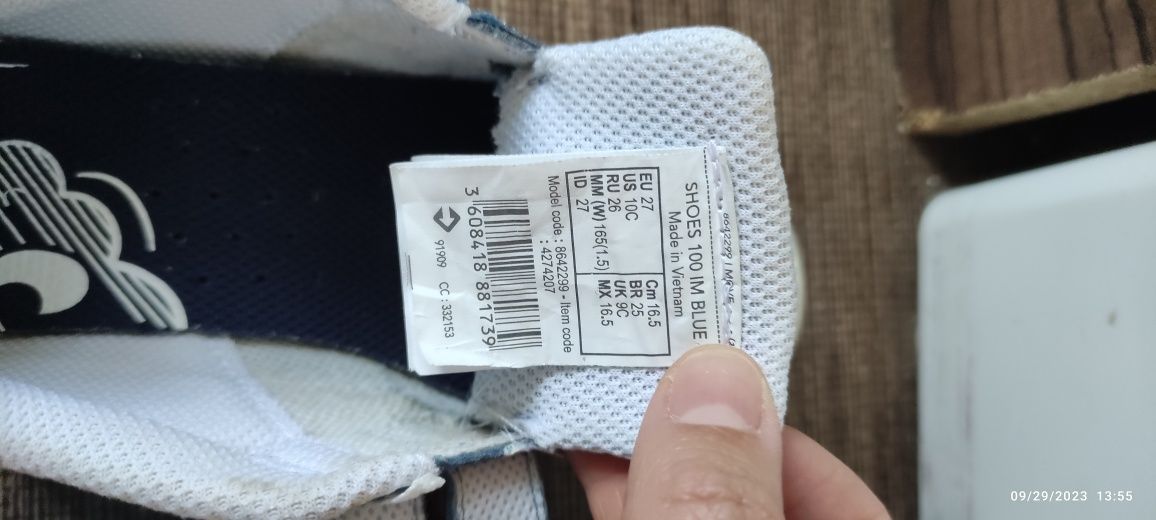 SHOES 100 IM BLUE
Made in Vietnam
EU 27 Cm 16.5
US 10C BR 25
RU 26 UK 9C
MM (W) 165(1.5) MX 16.5
ID 27
Model code : 8642299 - Item code
: 4274207
3 608418 881739
91909 CC : 332153
8642299
09/29/2023 13:55